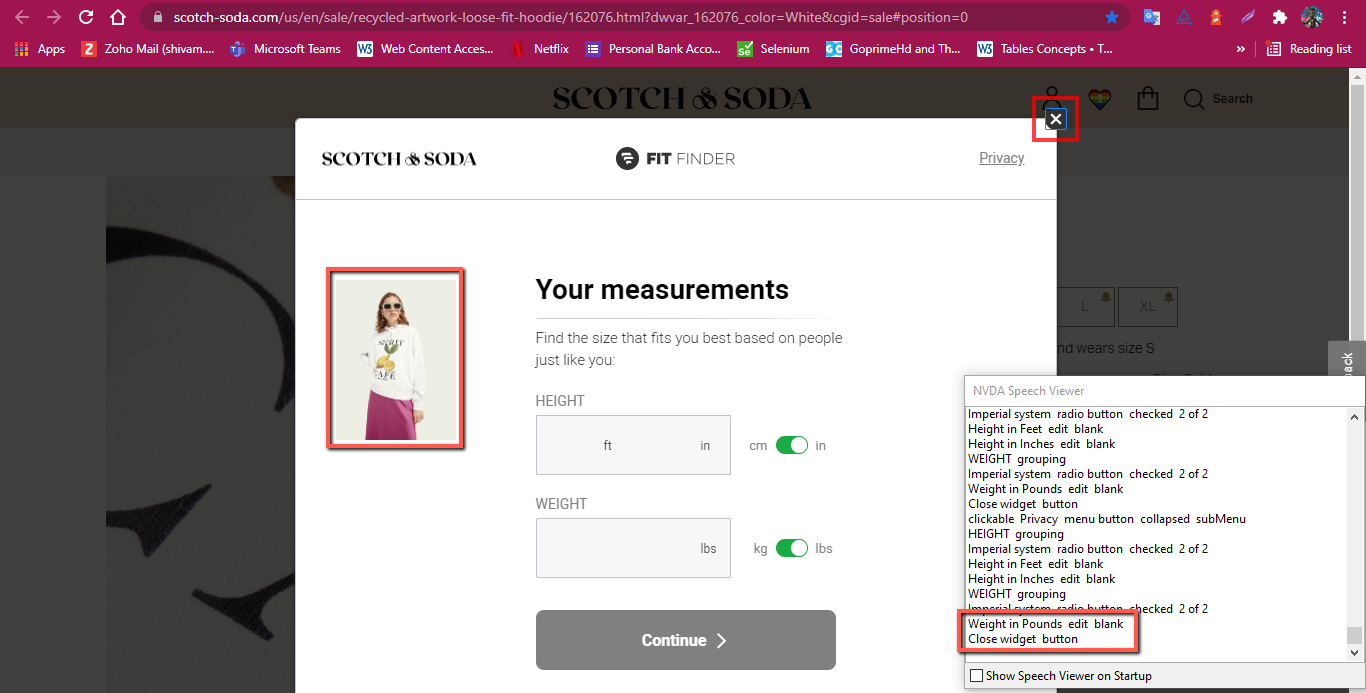 scotch-soda.com/us/en/sale/recycled-artwork-loose-fit-hoodie/162076.html?dwvar_162076_color=White&cgid=sale#position=0
Apps Zoho Mail (shivam.... Microsoft Teams Web Content Acces... Netflix Personal Bank Acco... Selenium GoprimeHd and Th... Tables Concepts • T... » Reading list
SCOTCH & SODA
Search
SCOTCH & SODA
FIT FINDER
Privacy
Your measurements
Find the size that fits you best based on people
just like you:
HEIGHT
ft in cm in
WEIGHT
lbs kg lbs
Continue
L XL
nd wears size S
back
NVDA Speech Viewer
Imperial system radio button checked 2 of 2
Height in Feet edit blank
Height in Inches edit blank
WEIGHT grouping
Imperial system radio button checked 2 of 2
Weight in Pounds edit blank
Close widget button
clickable Privacy menu button collapsed subMenu
HEIGHT grouping
Imperial system radio button checked 2 of 2
Height in Feet edit blank
Height in Inches edit blank
WEIGHT grouping
Imperial system radio button checked 2 of 2
Weight in Pounds edit blank
Close widget button
Show Speech Viewer on Startup